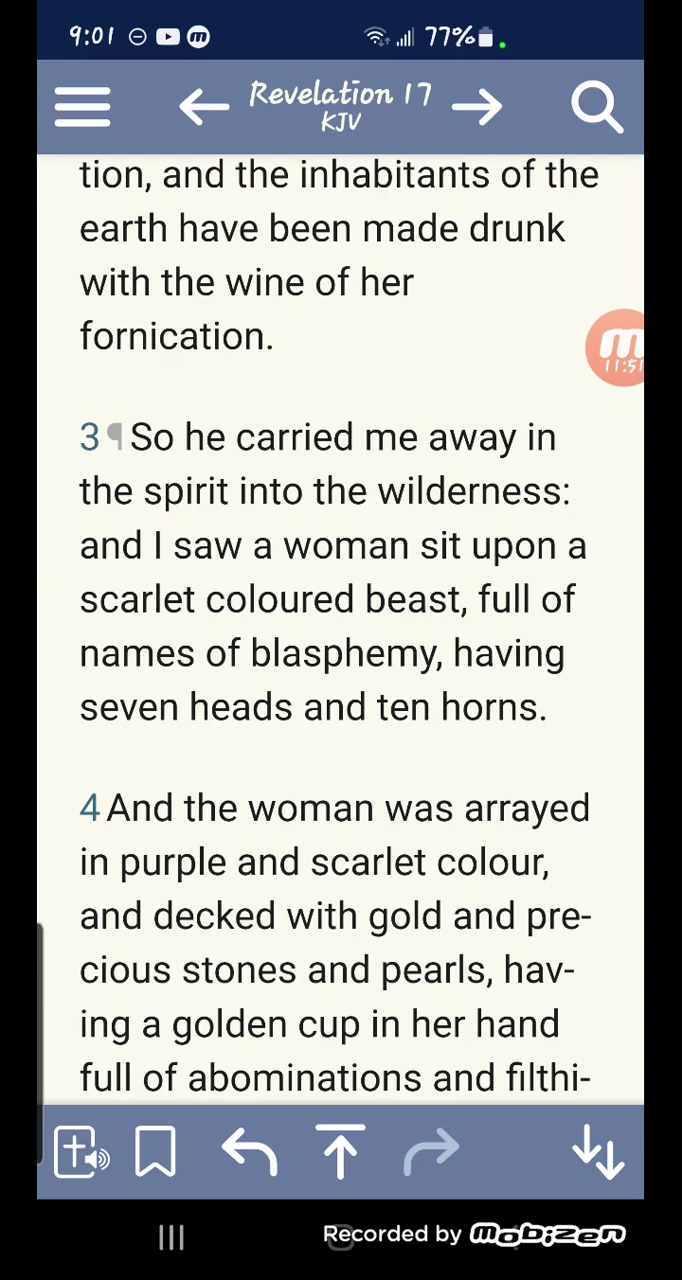 9:01
77%
Revelation 17
KJV
tion, and the inhabitants of the
earth have been made drunk
with the wine of her
fornication.
11:51
3 ¶ So he carried me away in
the spirit into the wilderness:
and I saw a woman sit upon a
scarlet coloured beast, full of
names of blasphemy, having
seven heads and ten horns.
4 And the woman was arrayed
in purple and scarlet colour,
and decked with gold and pre-
cious stones and pearls, hav-
ing a golden cup in her hand
full of abominations and filthi-
Recorded by mobizen